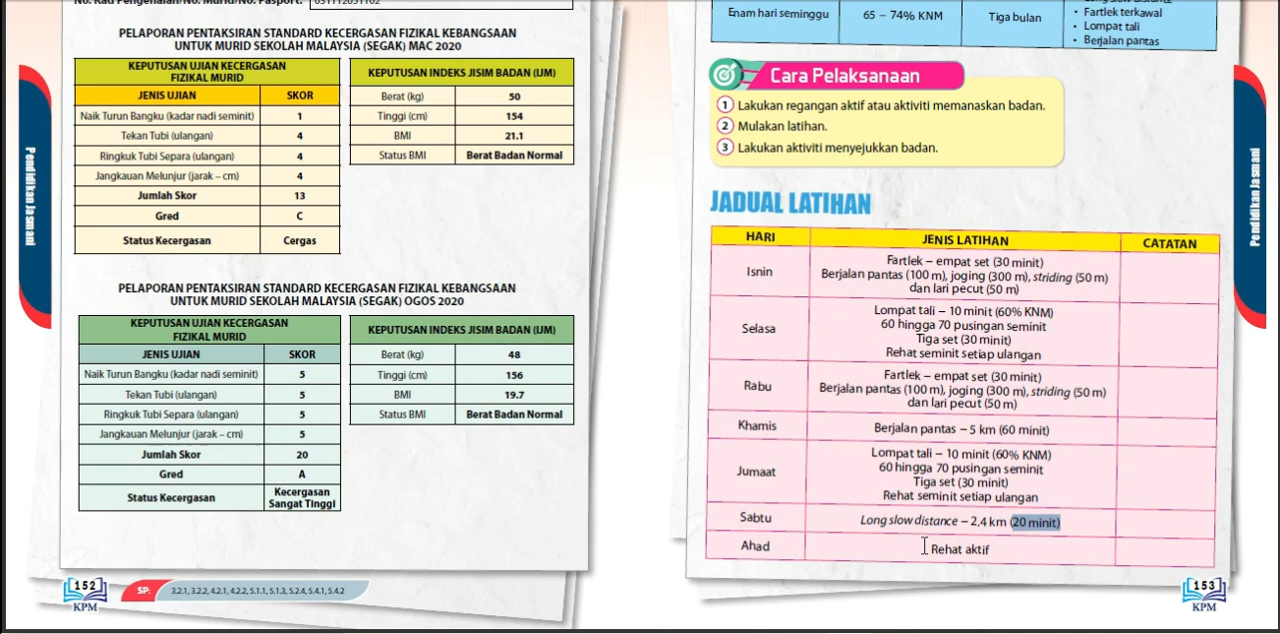 No. Kad Pengenalan/No. Murid/No. Pasport:
PELAPORAN PENTAKSIRAN STANDARD KECERGASAN FIZIKAL KEBANGSAAN
UNTUK MURID SEKOLAH MALAYSIA (SEGAK) MAC 2020
KEPUTUSAN UJIAN KECERGASAN
FIZIKAL MURID
JENIS UJIAN SKOR
Naik Turun Bangku (kadar nadi seminit) 1
Tekan Tubi (ulangan) 4
Ringkuk Tubi Separa (ulangan) 4
Jangkauan Melunjur (jarak – cm) 4
Jumlah Skor 13
Gred C
Status Kecergasan Cergas
KEPUTUSAN INDEKS JISIM BADAN (IJM)
Berat (kg) 50
Tinggi (cm) 154
BMI 21.1
Status BMI Berat Badan Normal
PELAPORAN PENTAKSIRAN STANDARD KECERGASAN FIZIKAL KEBANGSAAN
UNTUK MURID SEKOLAH MALAYSIA (SEGAK) OGOS 2020
KEPUTUSAN UJIAN KECERGASAN
FIZIKAL MURID
JENIS UJIAN SKOR
Naik Turun Bangku (kadar nadi seminit) 5
Tekan Tubi (ulangan) 5
Ringkuk Tubi Separa (ulangan) 5
Jangkauan Melunjur (jarak – cm) 5
Jumlah Skor 20
Gred A
Status Kecergasan Kecergasan
Sangat Tinggi
KEPUTUSAN INDEKS JISIM BADAN (IJM)
Berat (kg) 48
Tinggi (cm) 156
BMI 19.7
Status BMI Berat Badan Normal
Pendidikan Jasmani
152
KPM
SP: 3.2.1, 3.2.2, 4.2.1, 4.2.2, 5.1.1, 5.1.3, 5.2.4, 5.4.1, 5.4.2
Enam hari seminggu 65 – 74% KNM Tiga bulan
• Fartlek terkawal
• Lompat tali
• Berjalan pantas
Cara Pelaksanaan
1 Lakukan regangan aktif atau aktiviti memanaskan badan.
2 Mulakan latihan.
3 Lakukan aktiviti menyejukkan badan.
JADUAL LATIHAN
HARI JENIS LATIHAN CATATAN
Isnin Fartlek – empat set (30 minit)
Berjalan pantas (100 m), joging (300 m), striding (50 m)
dan lari pecut (50 m)
Selasa Lompat tali – 10 minit (60% KNM)
60 hingga 70 pusingan seminit
Tiga set (30 minit)
Rehat seminit setiap ulangan
Rabu Fartlek – empat set (30 minit)
Berjalan pantas (100 m), joging (300 m), striding (50 m)
dan lari pecut (50 m)
Khamis Berjalan pantas – 5 km (60 minit)
Jumaat Lompat tali – 10 minit (60% KNM)
60 hingga 70 pusingan seminit
Tiga set (30 minit)
Rehat seminit setiap ulangan
Sabtu Long slow distance – 2.4 km (20 minit)
Ahad Rehat aktif
Pendidikan Jasmani
153
KPM